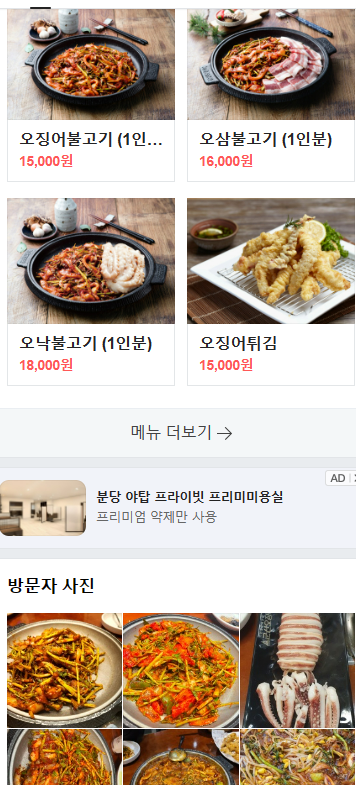 오징어불고기 (1인...
오삼불고기 (1인분)
15,000원
16,000원
오낙불고기 (1인분)
오징어튀김
18,000원
15,000원
메뉴 더보기 →
AD
분당 야탑 프라이빗 프리미미용실
프리미엄 약제만 사용
방문자 사진